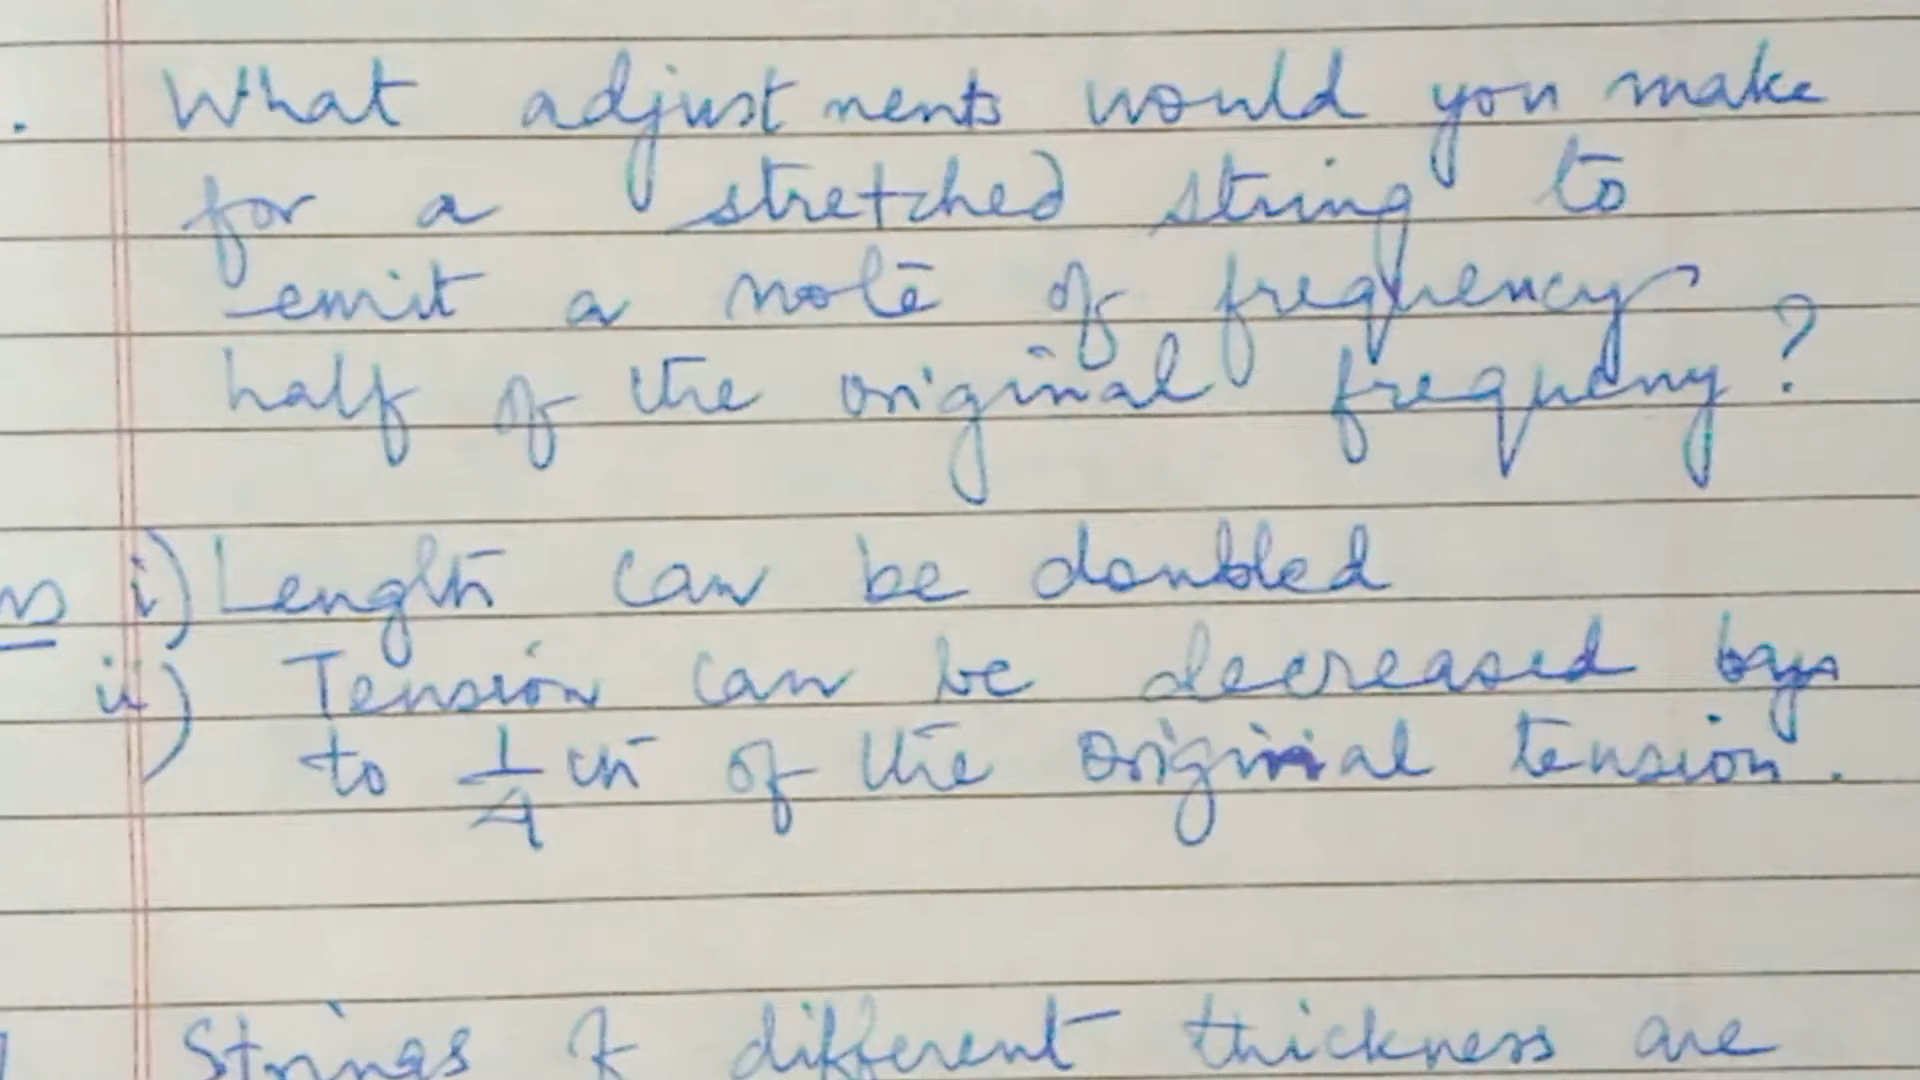 . What adjustments would you make
for a stretched string to
emit a note of frequency
half of the original frequeny?
ns i) Length can be doubled
ii) Tension can be decreased by
to 1/4 th of the original tension.
Strings of different thickness are